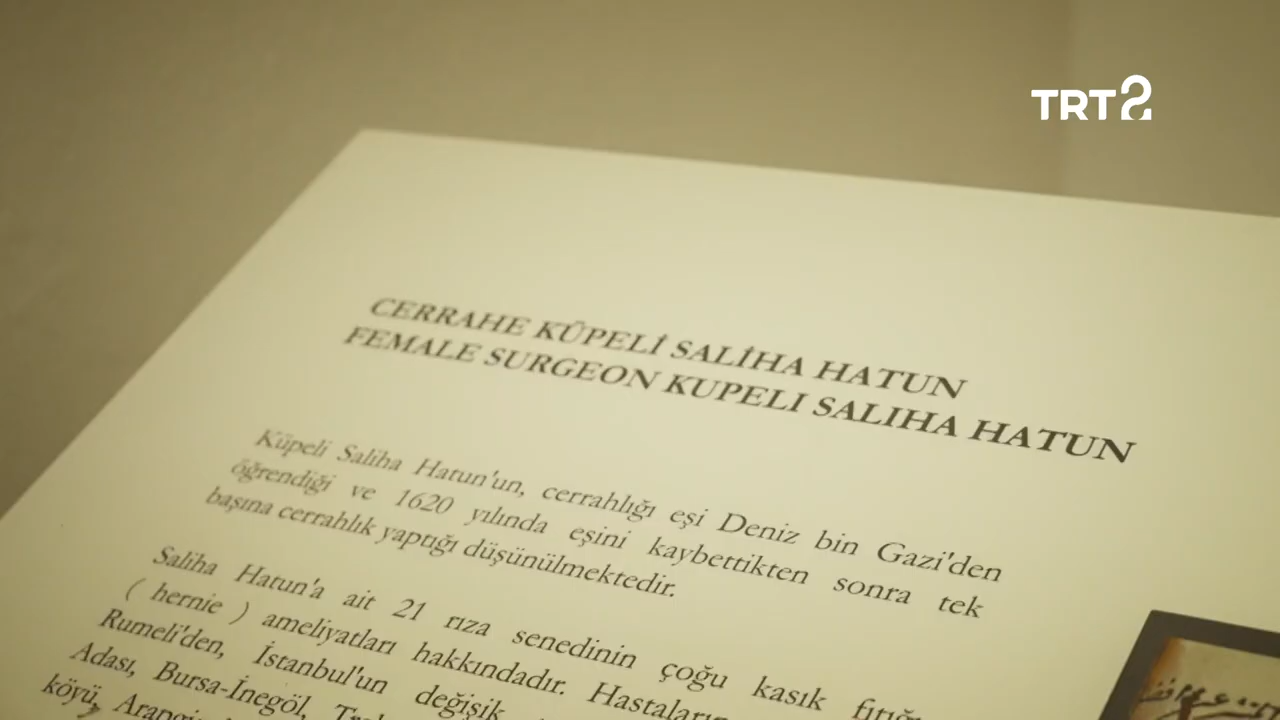 TRT2
CERRAHE KÜPELİ SALİHA HATUN
FEMALE SURGEON KUPELI SALIHA HATUN
Küpeli Saliha Hatun'un, cerrahlığı eşi Deniz bin Gazi'den
öğrendiği ve 1620 yılında eşini kaybettikten sonra tek
başına cerrahlık yaptığı düşünülmektedir.
Saliha Hatun'a ait 21 rıza senedinin çoğu kasık
( hernie ) ameliyatları hakkındadır.
Rumeli'den, İstanbul'un değişik
Adası, Bursa-İnegöl,
köyü,